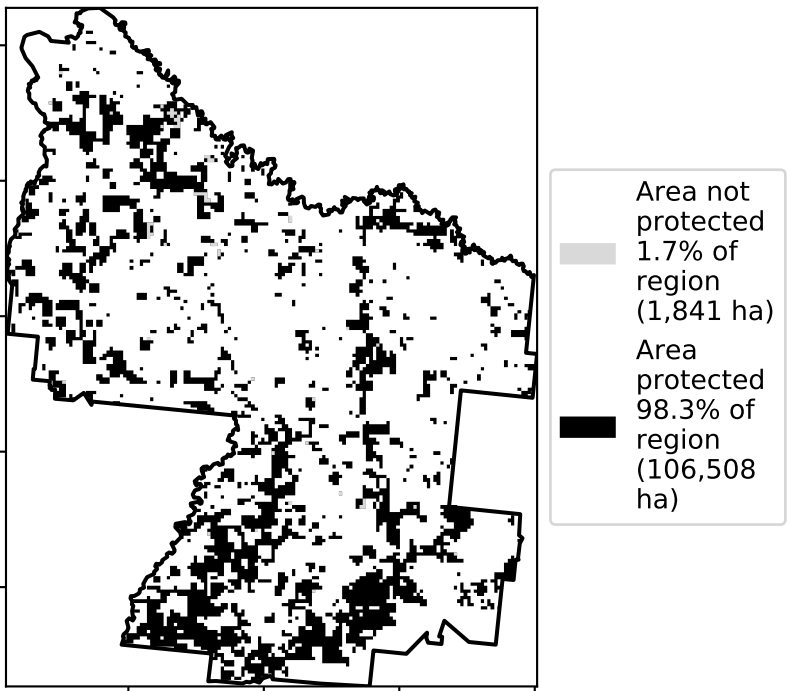 Area not
protected
1.7% of
region
(1,841 ha)
Area
protected
98.3% of
region
(106,508
ha)